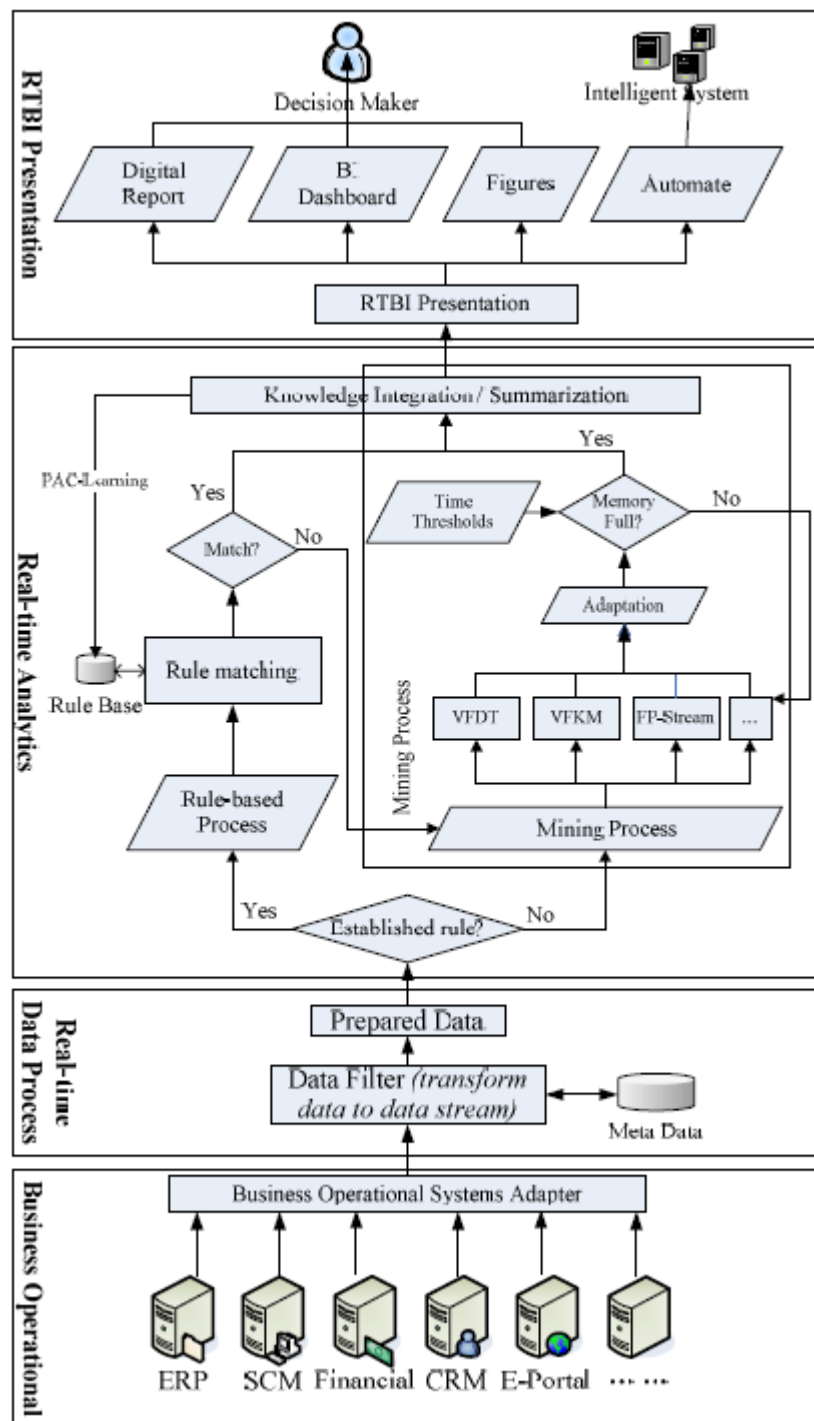 RTBI Presentation
Decision Maker
Intelligent System
Digital
Report
B:
Dashboard
Figures
Automate
RTBI Presentation
Real-time Analytics
Knowledge Integration / Summarization
PAC-Learning
Yes
Yes
Time
Thresholds
Memory
Full?
No
Match?
No
Adaptation
Rule matching
Rule Base
Mining Process
VFDT
VFKM
FP-Stream
...
Rule-based
Process
Mining Process
Yes
Established rule?
No
Real-time
Data Process
Prepared Data
Data Filter (transform
data to data stream)
Meta Data
Business Operational
Business Operational Systems Adapter
ERP
SCM
Financial
CRM
E-Portal
... ...